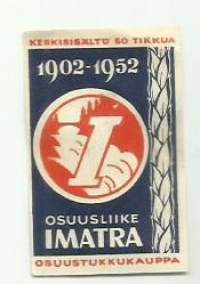 KESKISISÄLTÖ 50 TIKKUA
1902-1952
I
OSUUSLIIKE
IMATRA
OSUUSTUKKUKAUPPA